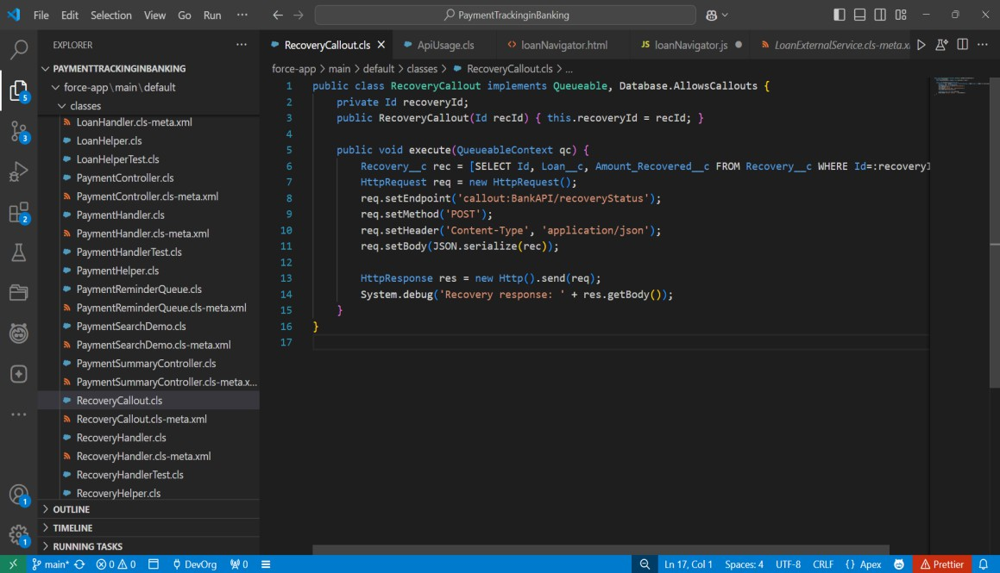 File Edit Selection View Go Run ··· PaymentTrackinginBanking
EXPLORER ···
PAYMENTTRACKINGINBANKING
force-app\main\default
classes
LoanHandler.cls-meta.xml
LoanHelper.cls
LoanHelperTest.cls
PaymentController.cls
PaymentController.cls-meta.xml
PaymentHandler.cls
PaymentHandler.cls-meta.xml
PaymentHandlerTest.cls
PaymentHelper.cls
PaymentReminderQueue.cls
PaymentReminderQueue.cls-meta.xml
PaymentSearchDemo.cls
PaymentSearchDemo.cls-meta.xml
PaymentSummaryController.cls
PaymentSummaryController.cls-meta.x...
RecoveryCallout.cls
RecoveryCallout.cls-meta.xml
RecoveryHandler.cls
RecoveryHandler.cls-meta.xml
RecoveryHandlerTest.cls
RecoveryHelper.cls
OUTLINE
TIMELINE
RUNNING TASKS
5
3
2
1
1
RecoveryCallout.cls ApiUsage.cls loanNavigator.html JS loanNavigator.js LoanExternalService.cls-meta.x
force-app > main > default > classes > RecoveryCallout.cls > ...
1 public class RecoveryCallout implements Queueable, Database.AllowsCallouts {
2 private Id recoveryId;
3 public RecoveryCallout(Id recId) { this.recoveryId = recId; }
4
5 public void execute(QueueableContext qc) {
6 Recovery__c rec = [SELECT Id, Loan__c, Amount_Recovered__c FROM Recovery__c WHERE Id=:recoveryI
7 HttpRequest req = new HttpRequest();
8 req.setEndpoint('callout:BankAPI/recoveryStatus');
9 req.setMethod('POST');
10 req.setHeader('Content-Type', 'application/json');
11 req.setBody(JSON.serialize(rec));
12
13 HttpResponse res = new Http().send(req);
14 System.debug('Recovery response: ' + res.getBody());
15 }
16 }
17
main* 0 0 DevOrg 0 Ln 17, Col 1 Spaces: 4 UTF-8 CRLF {} Apex Prettier